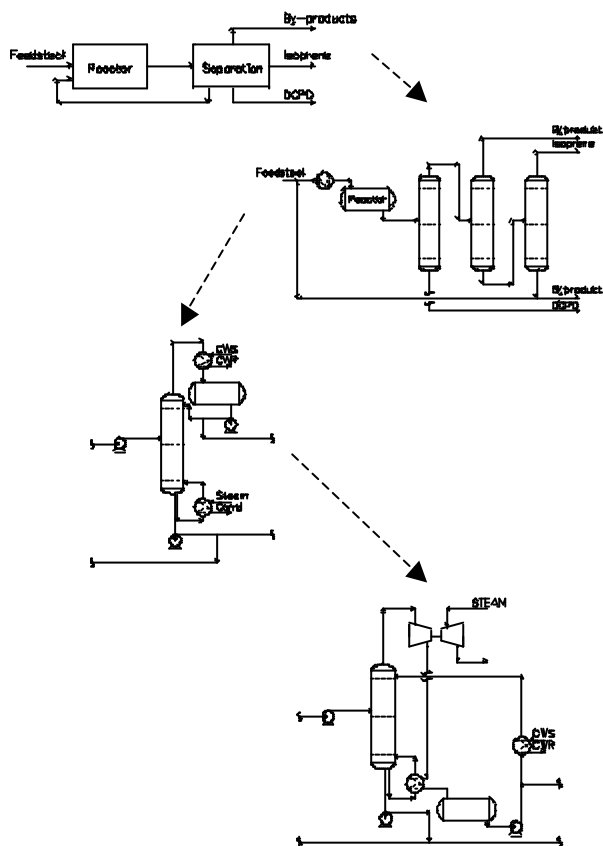 By-products
Feedstock
Reactor
Separation
Isoprene
DCPD
Byproduct
Isoprene
Feedstock
Reactor
Byproduct
DCPD
CWS
CWR
Steam
Cond
STEAM
CWS
CWR